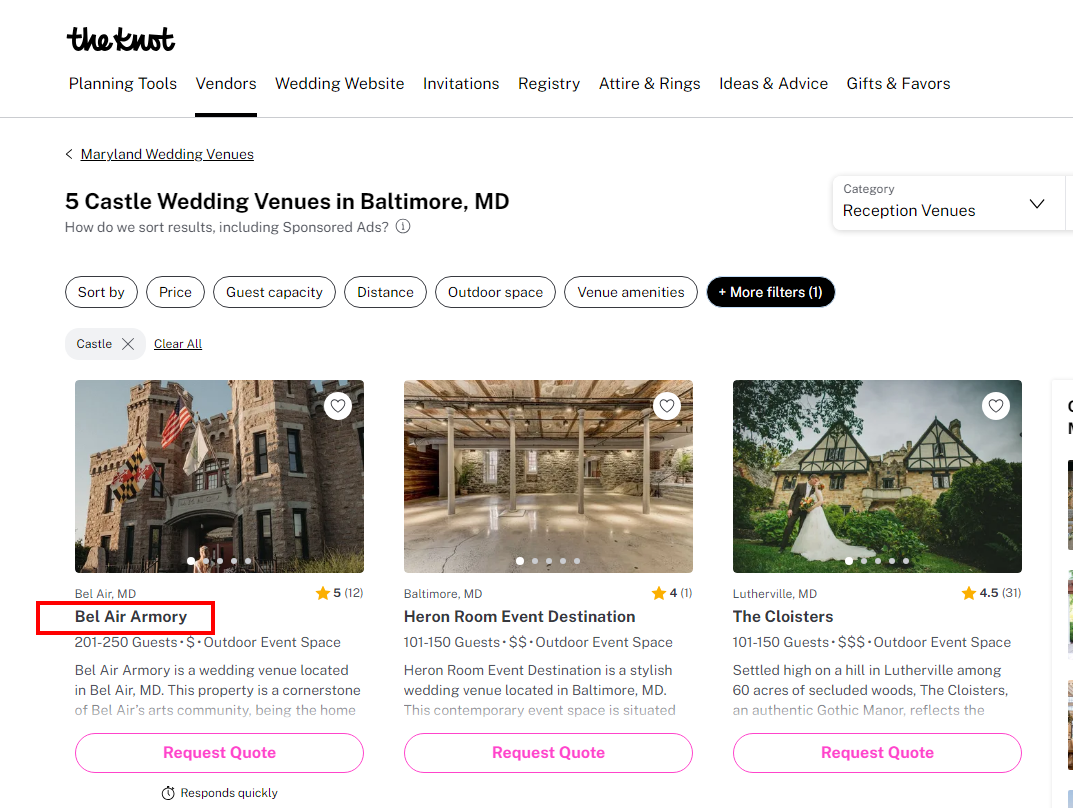 the knot
Planning Tools Vendors Wedding Website Invitations Registry Attire & Rings Ideas & Advice Gifts & Favors
Maryland Wedding Venues
5 Castle Wedding Venues in Baltimore, MD
How do we sort results, including Sponsored Ads?
Category
Reception Venues
Sort by Price Guest capacity Distance Outdoor space Venue amenities + More filters (1)
Castle Clear All
Bel Air, MD 5 (12)
Bel Air Armory
201-250 Guests • $ • Outdoor Event Space
Bel Air Armory is a wedding venue located
in Bel Air, MD. This property is a cornerstone
of Bel Air's arts community, being the home
Request Quote
Responds quickly
Baltimore, MD 4 (1)
Heron Room Event Destination
101-150 Guests • $$ • Outdoor Event Space
Heron Room Event Destination is a stylish
wedding venue located in Baltimore, MD.
This contemporary event space is situated
Request Quote
Lutherville, MD 4.5 (31)
The Cloisters
101-150 Guests • $$$ • Outdoor Event Space
Settled high on a hill in Lutherville among
60 acres of secluded woods, The Cloisters,
an authentic Gothic Manor, reflects the
Request Quote